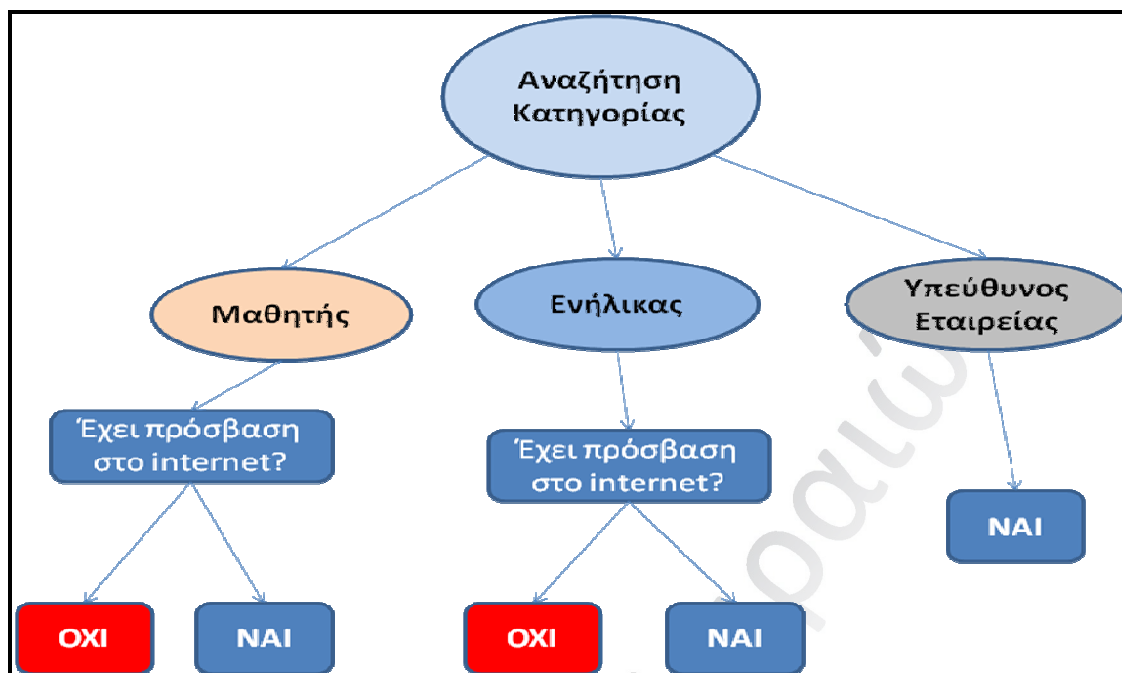 Αναζήτηση
Κατηγορίας
Μαθητής
Ενήλικας
Υπεύθυνος
Εταιρείας
Έχει πρόσβαση
στο internet?
Έχει πρόσβαση
στο internet?
ΝΑΙ
ΟΧΙ
ΝΑΙ
ΟΧΙ
ΝΑΙ